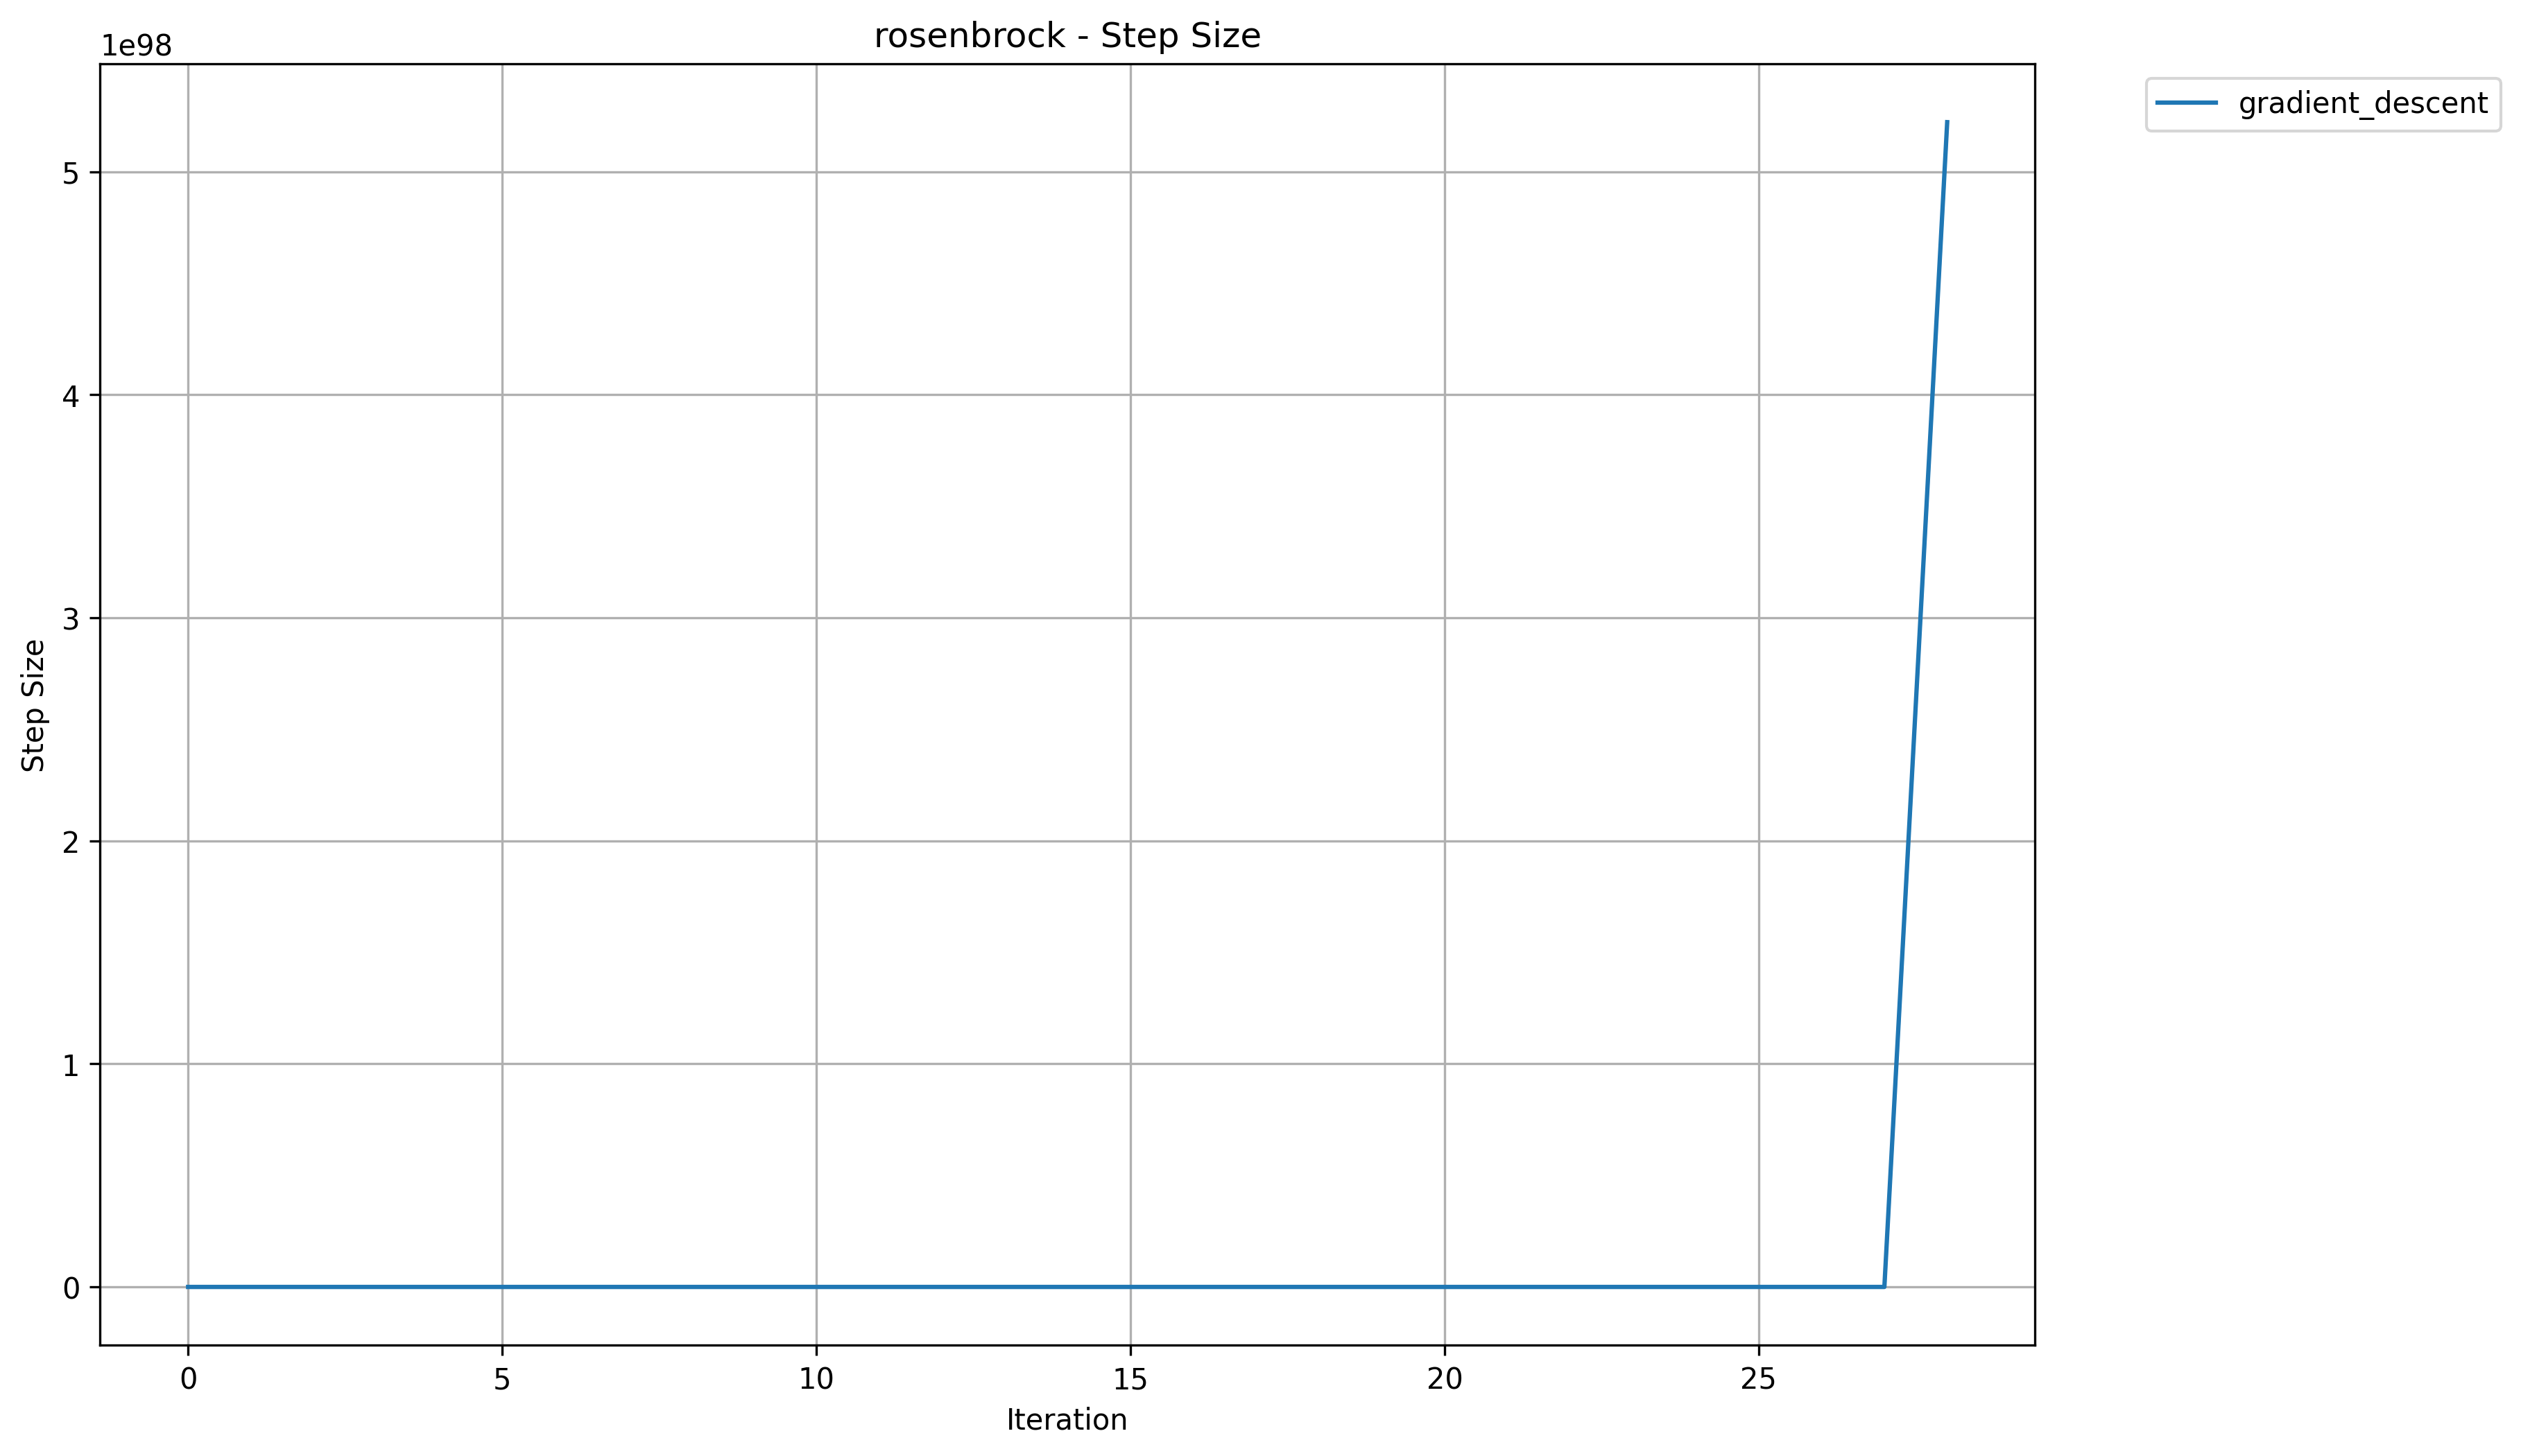 rosenbrock - Step Size
1e98
gradient_descent
5
4
3
2
1
0
Step Size
0 5 10 15 20 25
Iteration